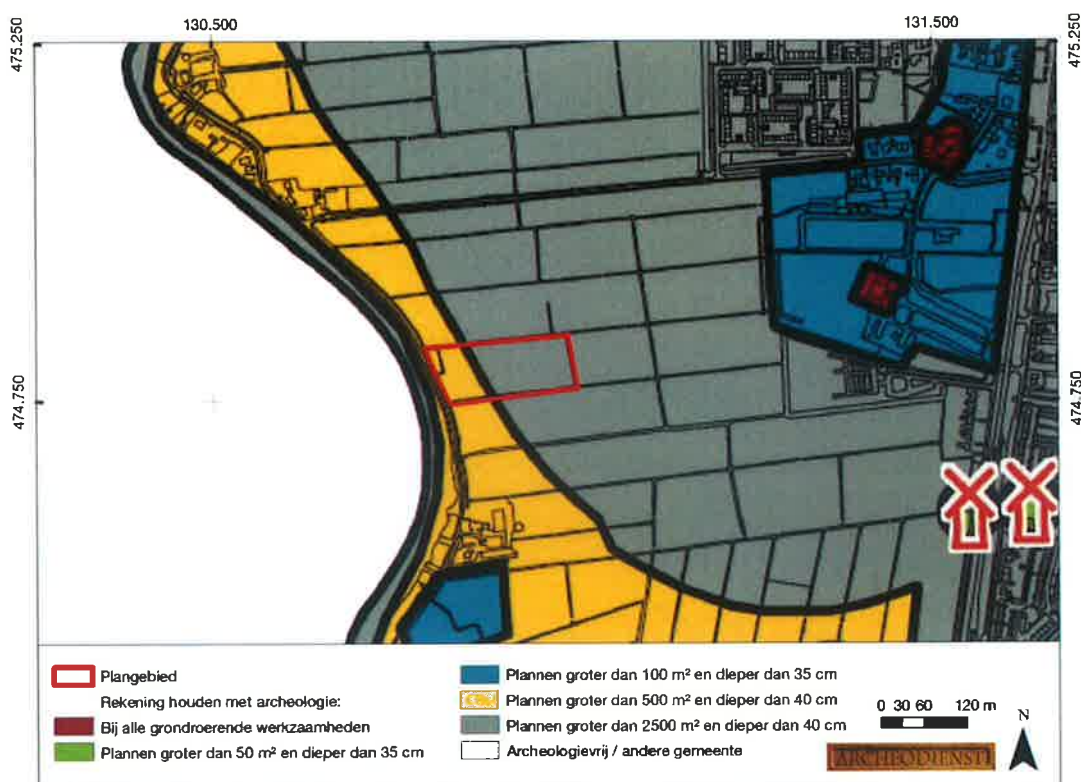 130.500
131.500
475.250
475.250
474.750
474.750
Plangebied
Rekening houden met archeologie:
Bij alle grondroerende werkzaamheden
Plannen groter dan 50 m² en dieper dan 35 cm
Plannen groter dan 100 m² en dieper dan 35 cm
Plannen groter dan 500 m² en dieper dan 40 cm
Plannen groter dan 2500 m² en dieper dan 40 cm
Archeologievrij / andere gemeente
0 30 60 120 m
N
ARCHEODIENST